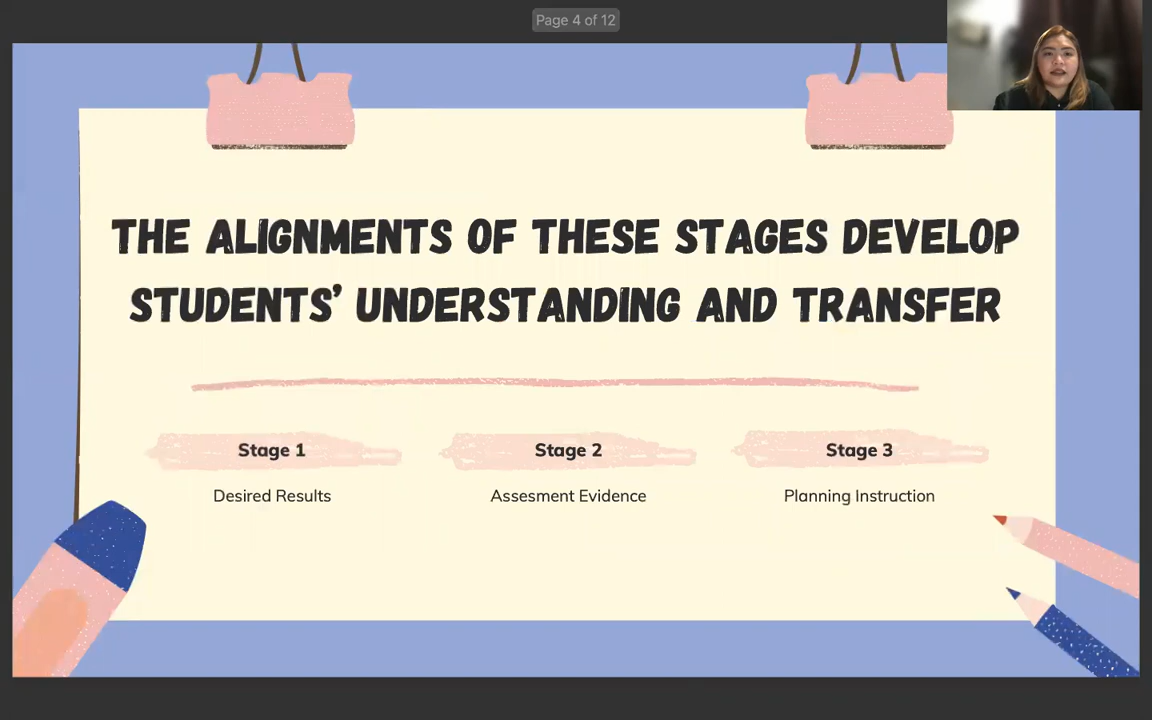 Page 4 of 12
THE ALIGNMENTS OF THESE STAGES DEVELOP
STUDENTS’ UNDERSTANDING AND TRANSFER
Stage 1
Stage 2
Stage 3
Desired Results
Assesment Evidence
Planning Instruction